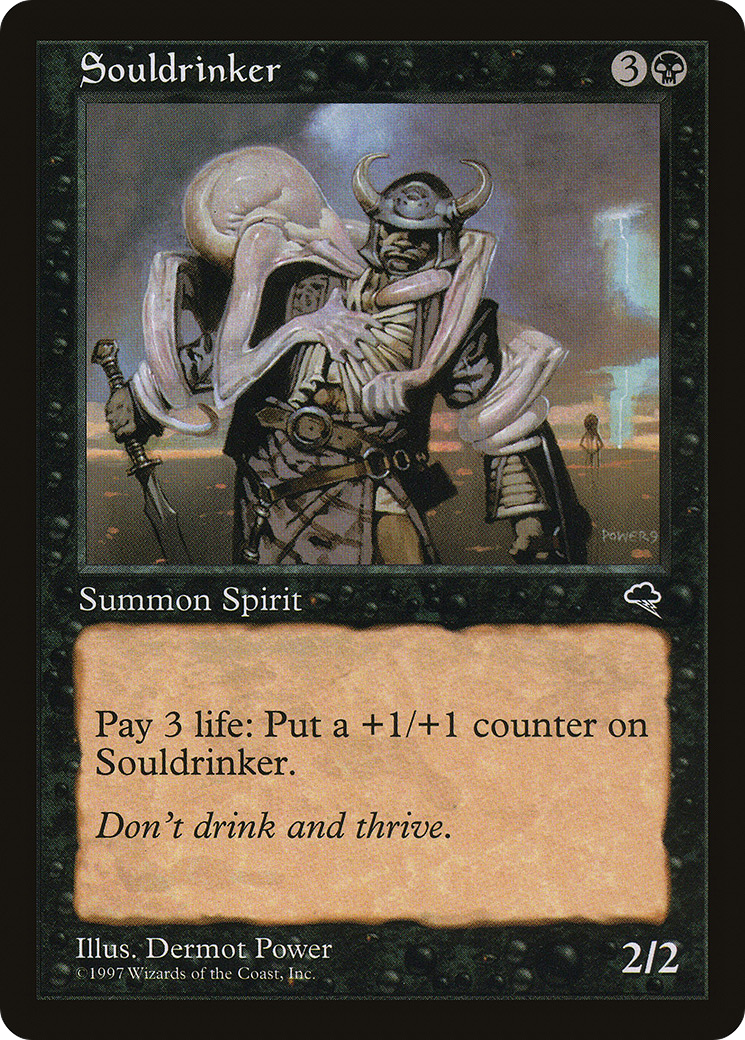 Souldrinker 3
POWER97
Summon Spirit
Pay 3 life: Put a +1/+1 counter on
Souldrinker.
Don't drink and thrive.
Illus. Dermot Power
©1997 Wizards of the Coast, Inc.
2/2